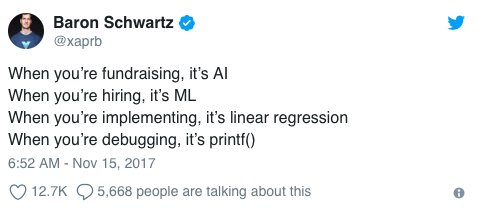 Baron Schwartz
@xaprb
When you’re fundraising, it’s AI
When you’re hiring, it’s ML
When you’re implementing, it’s linear regression
When you’re debugging, it’s printf()
6:52 AM - Nov 15, 2017
12.7K 5,668 people are talking about this